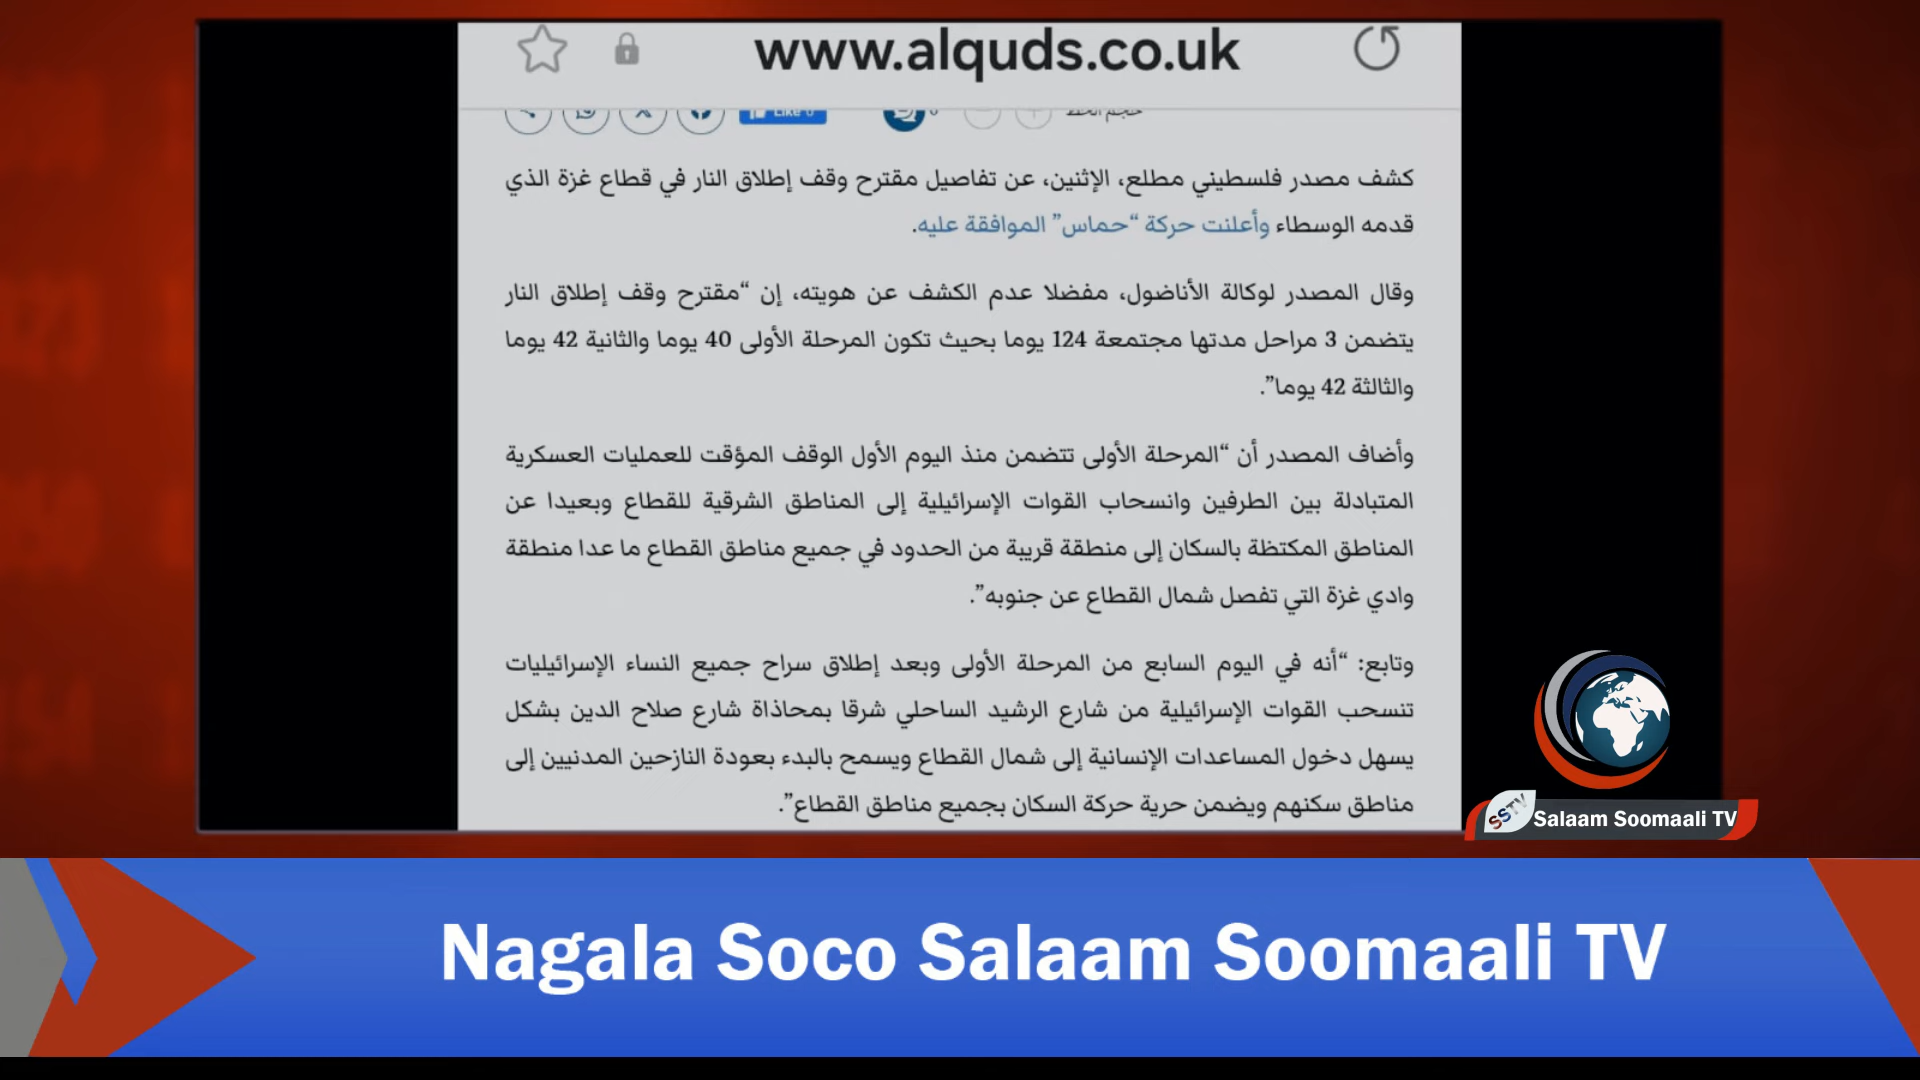 www.alquds.co.uk
Like 0
0
حجم الخط
كشف مصدر فلسطيني مطلع، الإثنين، عن تفاصيل مقترح وقف إطلاق النار في قطاع غزة الذي
قدمه الوسطاء وأعلنت حركة “حماس” الموافقة عليه.
وقال المصدر لوكالة الأناضول، مفضلا عدم الكشف عن هويته، إن “مقترح وقف إطلاق النار
يتضمن 3 مراحل مدتها مجتمعة 124 يوما بحيث تكون المرحلة الأولى 40 يوما والثانية 42 يوما
والثالثة 42 يوما”.
وأضاف المصدر أن “المرحلة الأولى تتضمن منذ اليوم الأول الوقف المؤقت للعمليات العسكرية
المتبادلة بين الطرفين وانسحاب القوات الإسرائيلية إلى المناطق الشرقية للقطاع وبعيدا عن
المناطق المكتظة بالسكان إلى منطقة قريبة من الحدود في جميع مناطق القطاع ما عدا منطقة
وادي غزة التي تفصل شمال القطاع عن جنوبه”.
وتابع: “أنه في اليوم السابع من المرحلة الأولى وبعد إطلاق سراح جميع النساء الإسرائيليات
تنسحب القوات الإسرائيلية من شارع الرشيد الساحلي شرقا بمحاذاة شارع صلاح الدين بشكل
يسهل دخول المساعدات الإنسانية إلى شمال القطاع ويسمح بالبدء بعودة النازحين المدنيين إلى
مناطق سكنهم ويضمن حرية حركة السكان بجميع مناطق القطاع”.
SSTV
Salaam Soomaali TV
Nagala Soco Salaam Soomaali TV